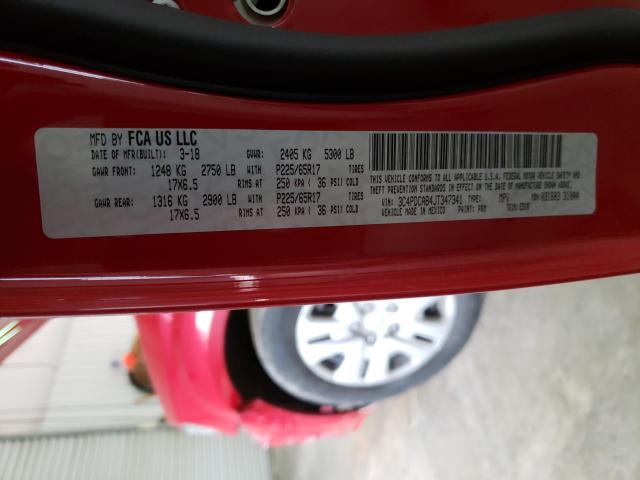 MFD BY FCA US LLC
DATE OF MFR(BUILT): 3-18 GVWR: 2405 KG 5300 LB
GAWR FRONT: 1248 KG 2750 LB WITH P225/65R17 TIRES
17X6.5 RIMS AT 250 KPA ( 36 PSI) COLD
GAWR REAR: 1316 KG 2900 LB WITH P225/65R17 TIRES
17X6.5 RIMS AT 250 KPA ( 36 PSI) COLD
THIS VEHICLE CONFORMS TO ALL APPLICABLE U.S.A. FEDERAL MOTOR VEHICLE SAFETY AND
THEFT PREVENTION STANDARDS IN EFFECT ON THE DATE OF MANUFACTURE SHOWN ABOVE.
VIN: 3C4PDCAB4JT347341 TYPE: MPV MDH:
VEHICLE MADE IN MEXICO PAINT: PRM TRIM: